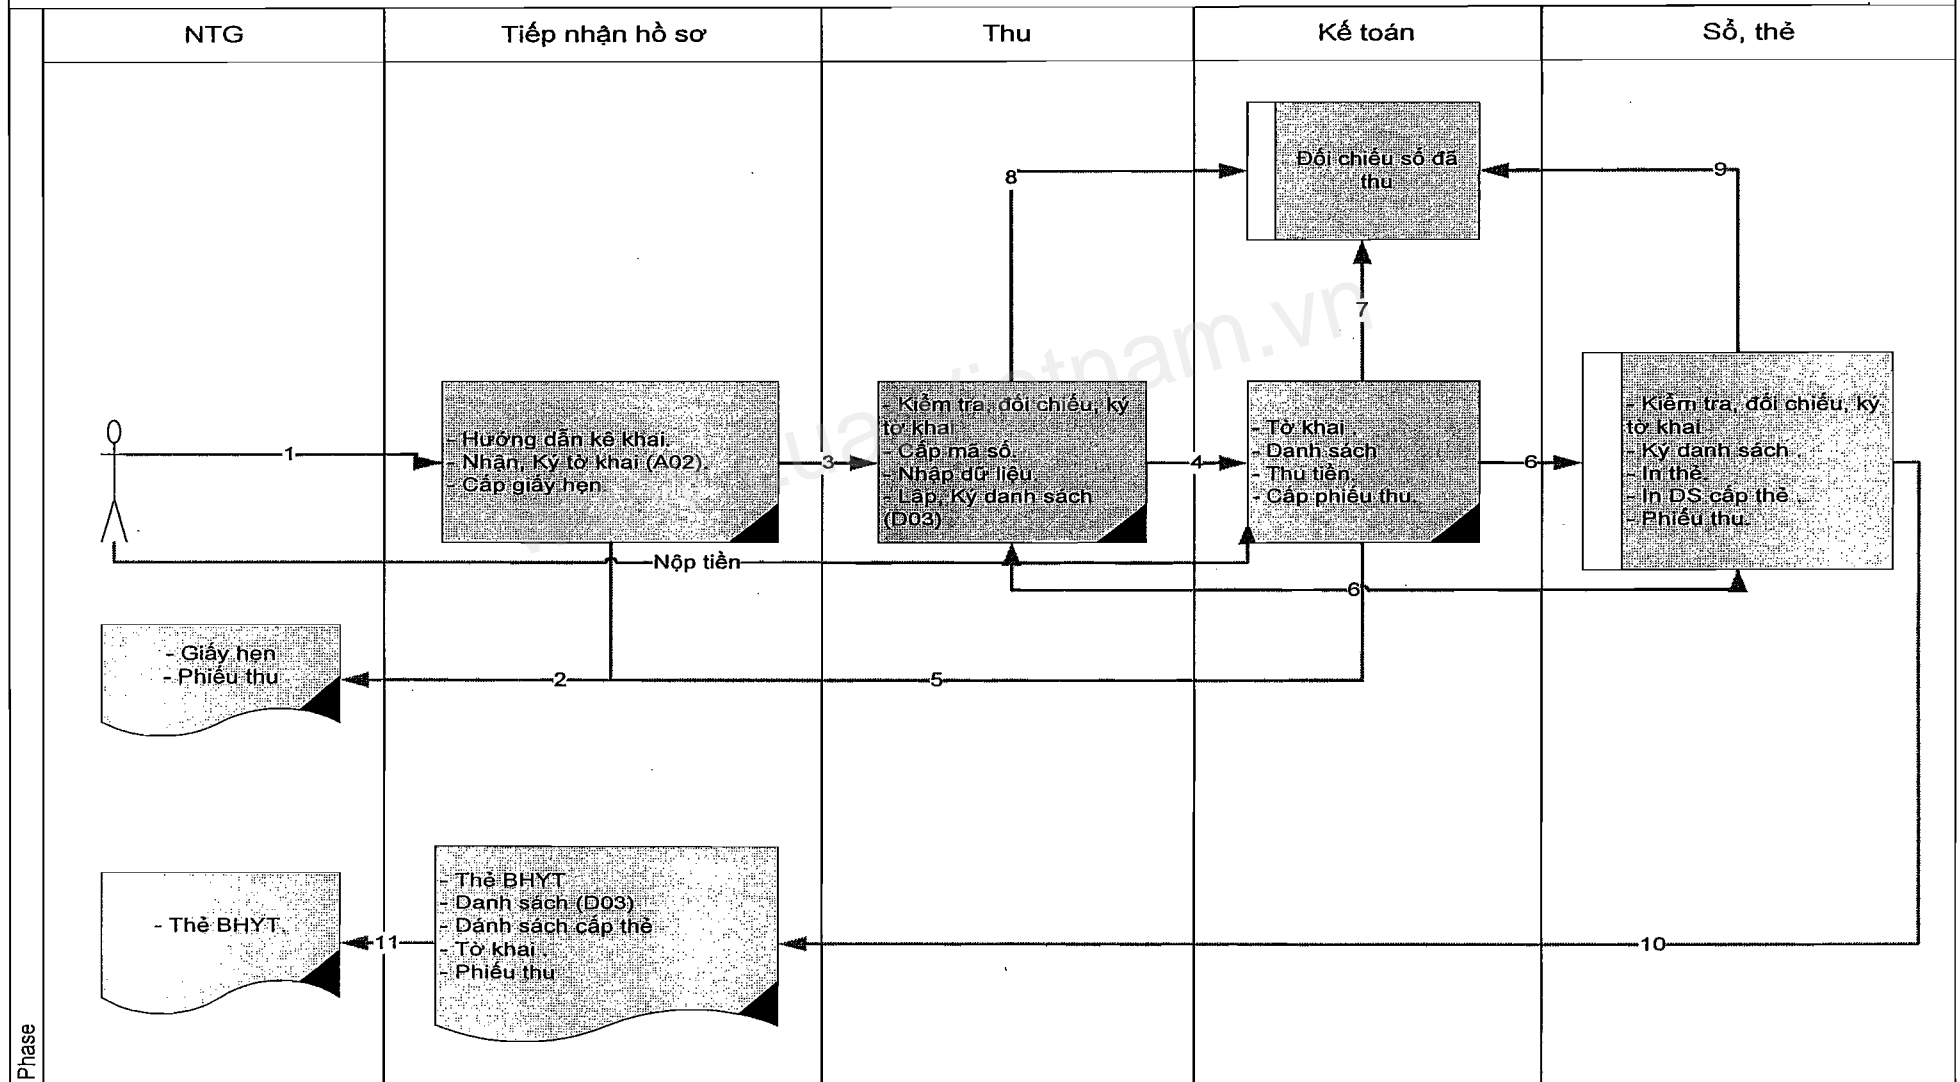 NTG
Tiếp nhận hồ sơ
Thu
Kế toán
Sổ, thẻ
Đối chiếu số đã
thu
8
9
7
- Hướng dẫn kê khai.
- Nhận, Ký tờ khai (A02).
- Cấp giấy hẹn.
- Kiểm tra, đối chiếu, ký
tờ khai
- Cấp mã số.
- Nhập dữ liệu.
- Lập, Ký danh sách
(D03)
- Tờ khai .
- Danh sách
- Thu tiền.
- Cấp phiếu thu.
- Kiểm tra, đối chiếu, ký
tờ khai
- Ký danh sách .
- In thẻ.
- In DS cấp thẻ .
- Phiếu thu.
1
3
4
6
Nộp tiền
6
- Giấy hẹn
- Phiếu thu
2
5
- Thẻ BHYT.
11
- Thẻ BHYT
- Danh sách (D03)
- Dánh sách cấp thẻ
- Tờ khai .
- Phiếu thu
10
Phase